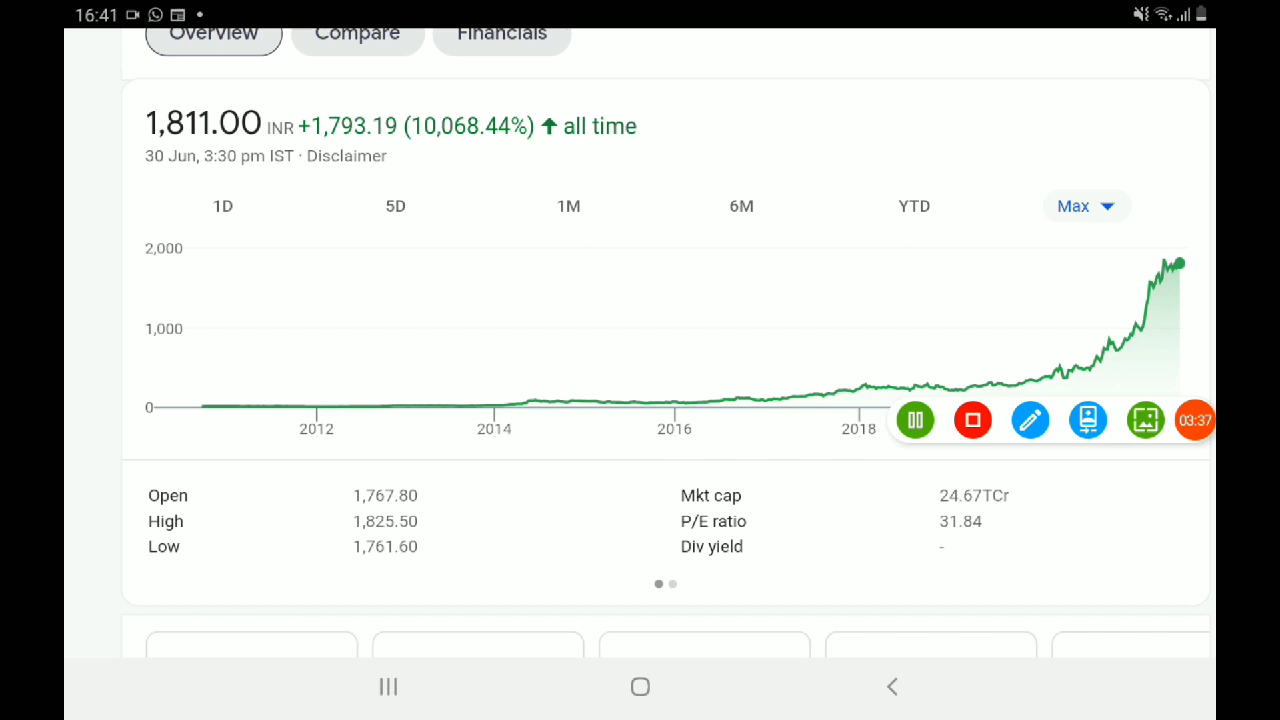 16:41
Overview Compare Financials
1,811.00 INR +1,793.19 (10,068.44%) ↑ all time
30 Jun, 3:30 pm IST · Disclaimer
1D 5D 1M 6M YTD Max
2,000
1,000
0
2012 2014 2016 2018
03:37
Open 1,767.80 Mkt cap 24.67TCr
High 1,825.50 P/E ratio 31.84
Low 1,761.60 Div yield -